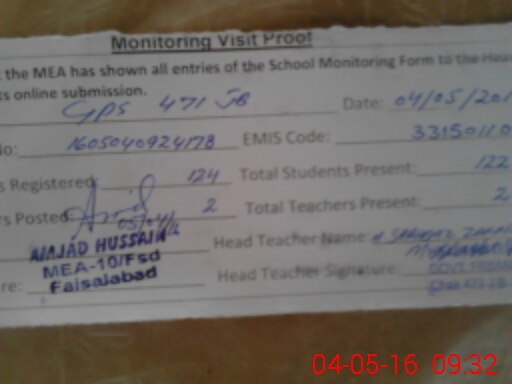 Monitoring Visit Proof
the MEA has shown all entries of the School Monitoring Form to the Head
ts online submission.
GPS 471 JB Date: 04/05/201
No: 1605040924178 EMIS Code: 33150110
s Registered: 124 Total Students Present: 122
rs Posted: 2 Total Teachers Present: 2
AMJAD HUSSAIN Head Teacher Name:
MEA-10/Fsd
re: Faisalabad Head Teacher Signature:
04-05-16 09:32